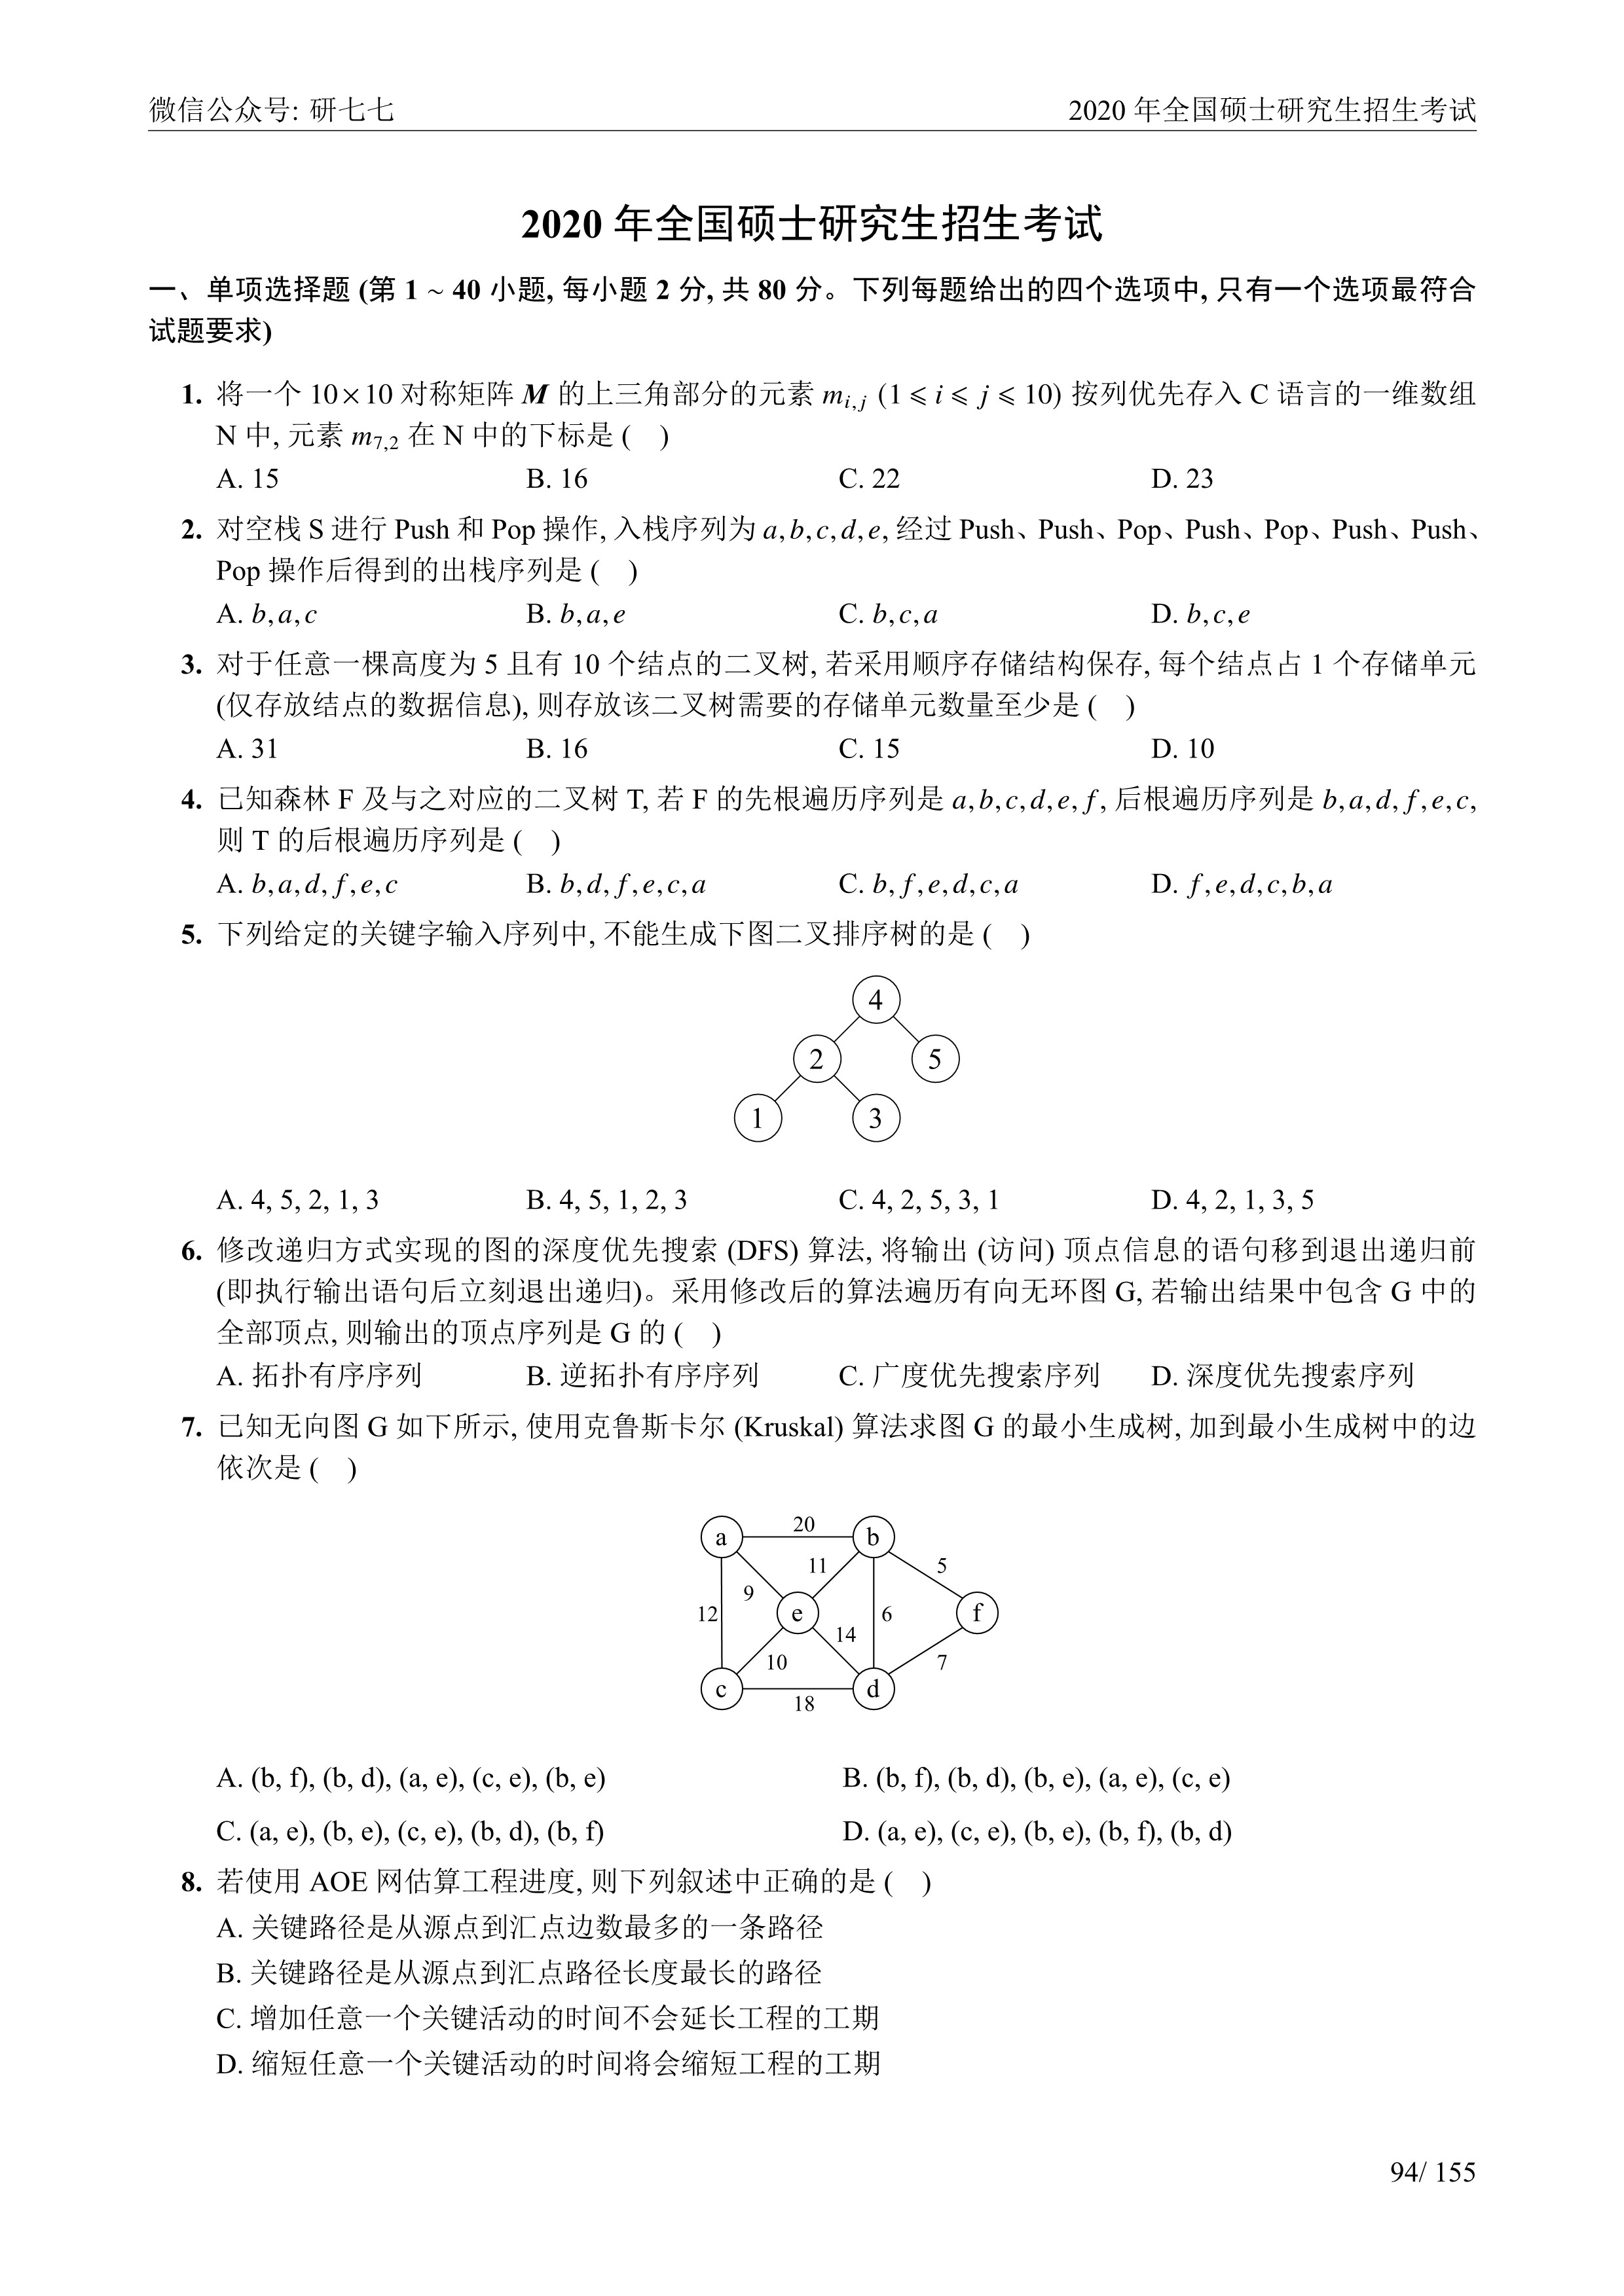 微信公众号: 研七七
2020 年全国硕士研究生招生考试
2020 年全国硕士研究生招生考试
一、单项选择题 (第 1 ~ 40 小题, 每小题 2 分, 共 80 分。下列每题给出的四个选项中, 只有一个选项最符合
试题要求)
1. 将一个 10×10 对称矩阵 M 的上三角部分的元素 m_{i,j} (1⩽i⩽j⩽10) 按列优先存入 C 语言的一维数组
N 中, 元素 m_{7,2} 在 N 中的下标是 ( )
A. 15 B. 16 C. 22 D. 23
2. 对空栈 S 进行 Push 和 Pop 操作, 入栈序列为 a,b,c,d,e, 经过 Push、Push、Pop、Push、Pop、Push、Push、
Pop 操作后得到的出栈序列是 ( )
A. b,a,c B. b,a,e C. b,c,a D. b,c,e
3. 对于任意一棵高度为 5 且有 10 个结点的二叉树, 若采用顺序存储结构保存, 每个结点占 1 个存储单元
(仅存放结点的数据信息), 则存放该二叉树需要的存储单元数量至少是 ( )
A. 31 B. 16 C. 15 D. 10
4. 已知森林 F 及与之对应的二叉树 T, 若 F 的先根遍历序列是 a,b,c,d,e,f, 后根遍历序列是 b,a,d,f,e,c,
则 T 的后根遍历序列是 ( )
A. b,a,d,f,e,c B. b,d,f,e,c,a C. b,f,e,d,c,a D. f,e,d,c,b,a
5. 下列给定的关键字输入序列中, 不能生成下图二叉排序树的是 ( )
4
2 5
1 3
A. 4, 5, 2, 1, 3 B. 4, 5, 1, 2, 3 C. 4, 2, 5, 3, 1 D. 4, 2, 1, 3, 5
6. 修改递归方式实现的图的深度优先搜索 (DFS) 算法, 将输出 (访问) 顶点信息的语句移到退出递归前
(即执行输出语句后立刻退出递归)。采用修改后的算法遍历有向无环图 G, 若输出结果中包含 G 中的
全部顶点, 则输出的顶点序列是 G 的 ( )
A. 拓扑有序序列 B. 逆拓扑有序序列 C. 广度优先搜索序列 D. 深度优先搜索序列
7. 已知无向图 G 如下所示, 使用克鲁斯卡尔 (Kruskal) 算法求图 G 的最小生成树, 加到最小生成树中的边
依次是 ( )
a 20 b
11 5
9
12 e 6 f
14
10 7
c 18 d
A. (b, f), (b, d), (a, e), (c, e), (b, e) B. (b, f), (b, d), (b, e), (a, e), (c, e)
C. (a, e), (b, e), (c, e), (b, d), (b, f) D. (a, e), (c, e), (b, e), (b, f), (b, d)
8. 若使用 AOE 网估算工程进度, 则下列叙述中正确的是 ( )
A. 关键路径是从源点到汇点边数最多的一条路径
B. 关键路径是从源点到汇点路径长度最长的路径
C. 增加任意一个关键活动的时间不会延长工程的工期
D. 缩短任意一个关键活动的时间将会缩短工程的工期
94/ 155